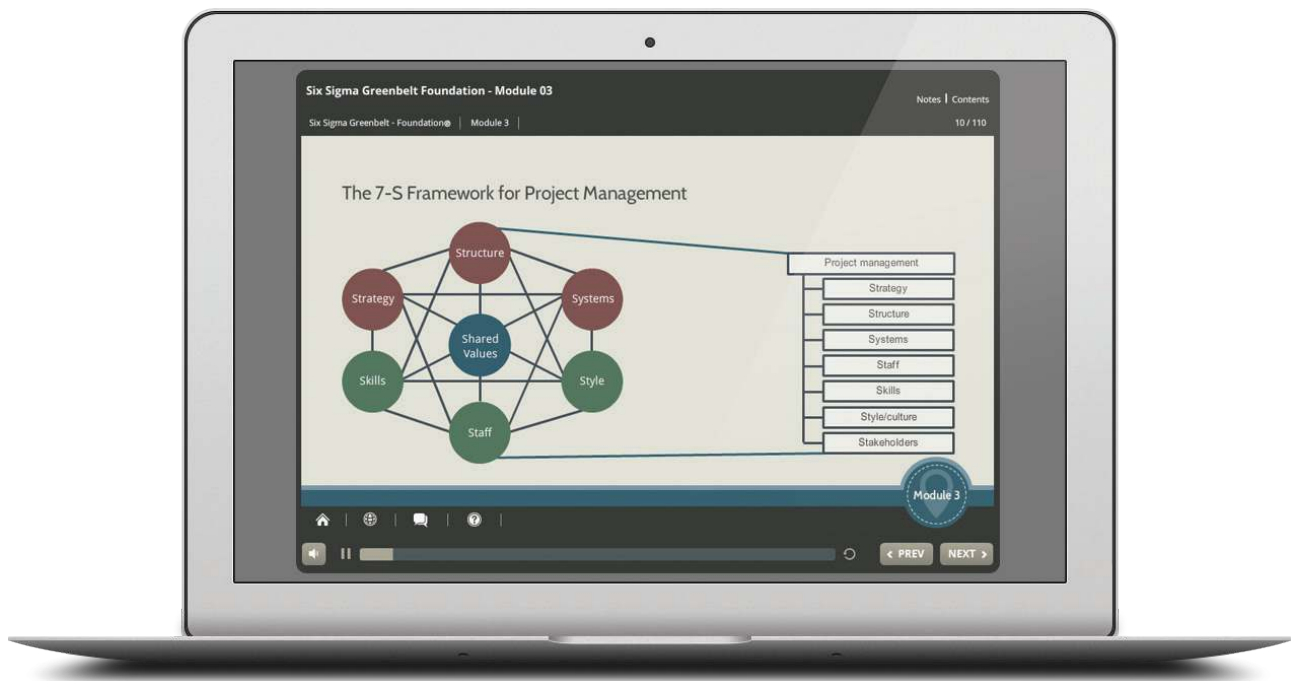 Six Sigma Greenbelt Foundation - Module 03
Notes | Contents
Six Sigma Greenbelt - Foundation® | Module 3 |
10 / 110
The 7-S Framework for Project Management
Structure
Strategy
Systems
Shared
Values
Skills
Style
Staff
Project management
Strategy
Structure
Systems
Staff
Skills
Style/culture
Stakeholders
Module 3
PREV
NEXT